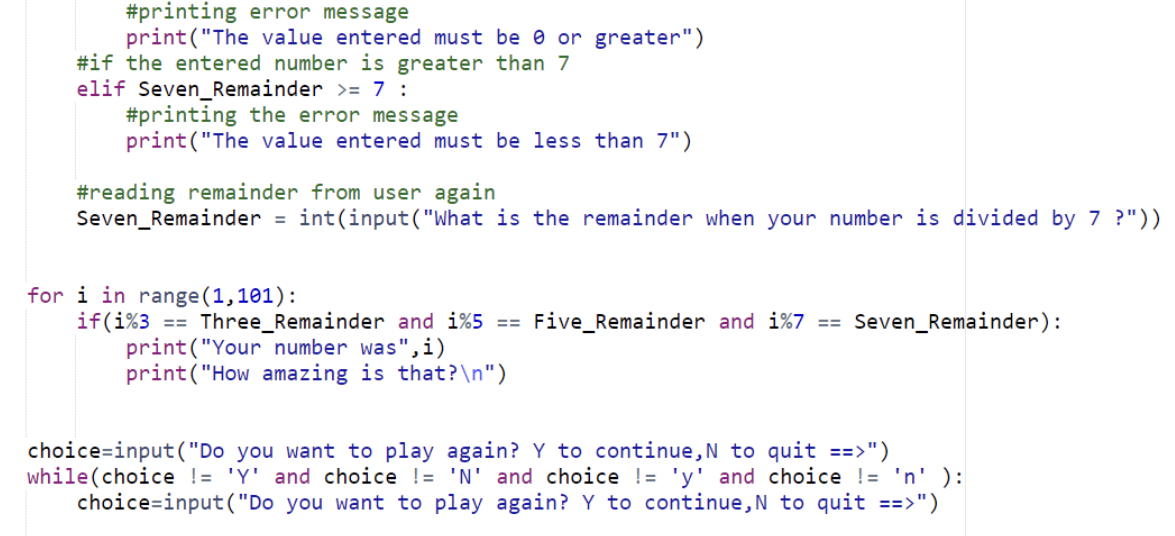 #printing error message
print("The value entered must be 0 or greater")
#if the entered number is greater than 7
elif Seven_Remainder >= 7 :
#printing the error message
print("The value entered must be less than 7")
#reading remainder from user again
Seven_Remainder = int(input("What is the remainder when your number is divided by 7 ?"))
for i in range(1,101):
if(i%3 == Three_Remainder and i%5 == Five_Remainder and i%7 == Seven_Remainder):
print("Your number was",i)
print("How amazing is that?\n")
choice=input("Do you want to play again? Y to continue,N to quit ==>")
while(choice != 'Y' and choice != 'N' and choice != 'y' and choice != 'n' ):
choice=input("Do you want to play again? Y to continue,N to quit ==>")